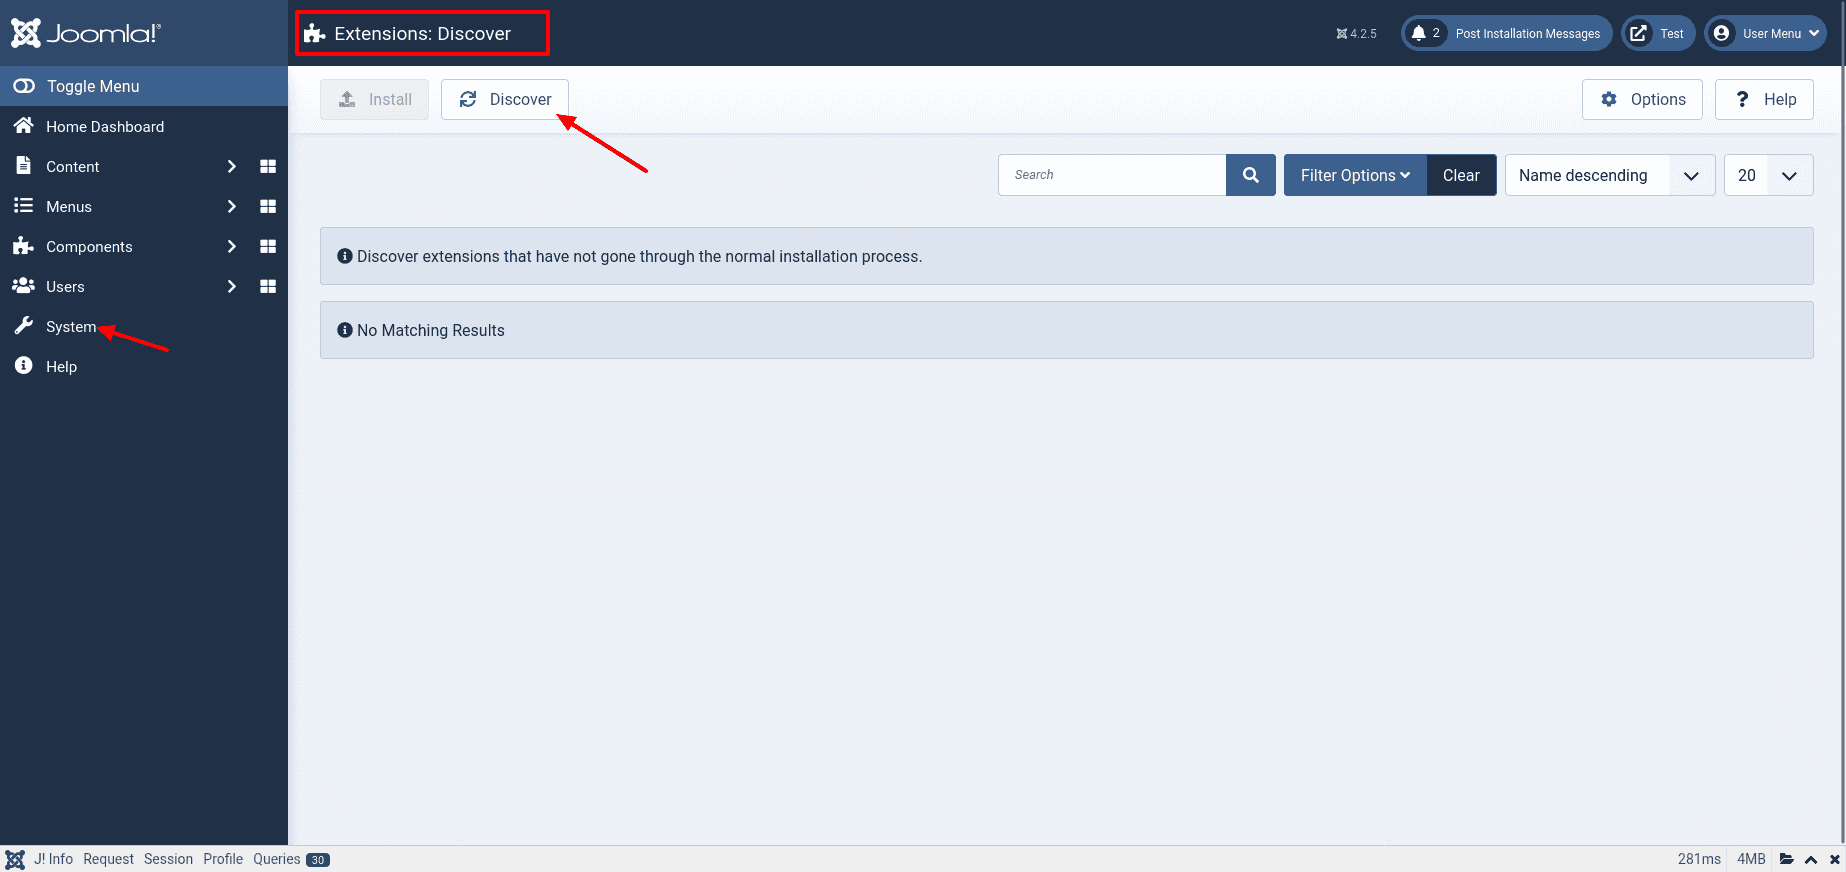 Joomla!®
Extensions: Discover
4.2.5
2
Post Installation Messages
Test
User Menu
Toggle Menu
Home Dashboard
Content
Menus
Components
Users
System
Help
Install
Discover
Options
? Help
Search
Filter Options
Clear
Name descending
20
Discover extensions that have not gone through the normal installation process.
No Matching Results
J! Info Request Session Profile Queries 30
281ms 4MB